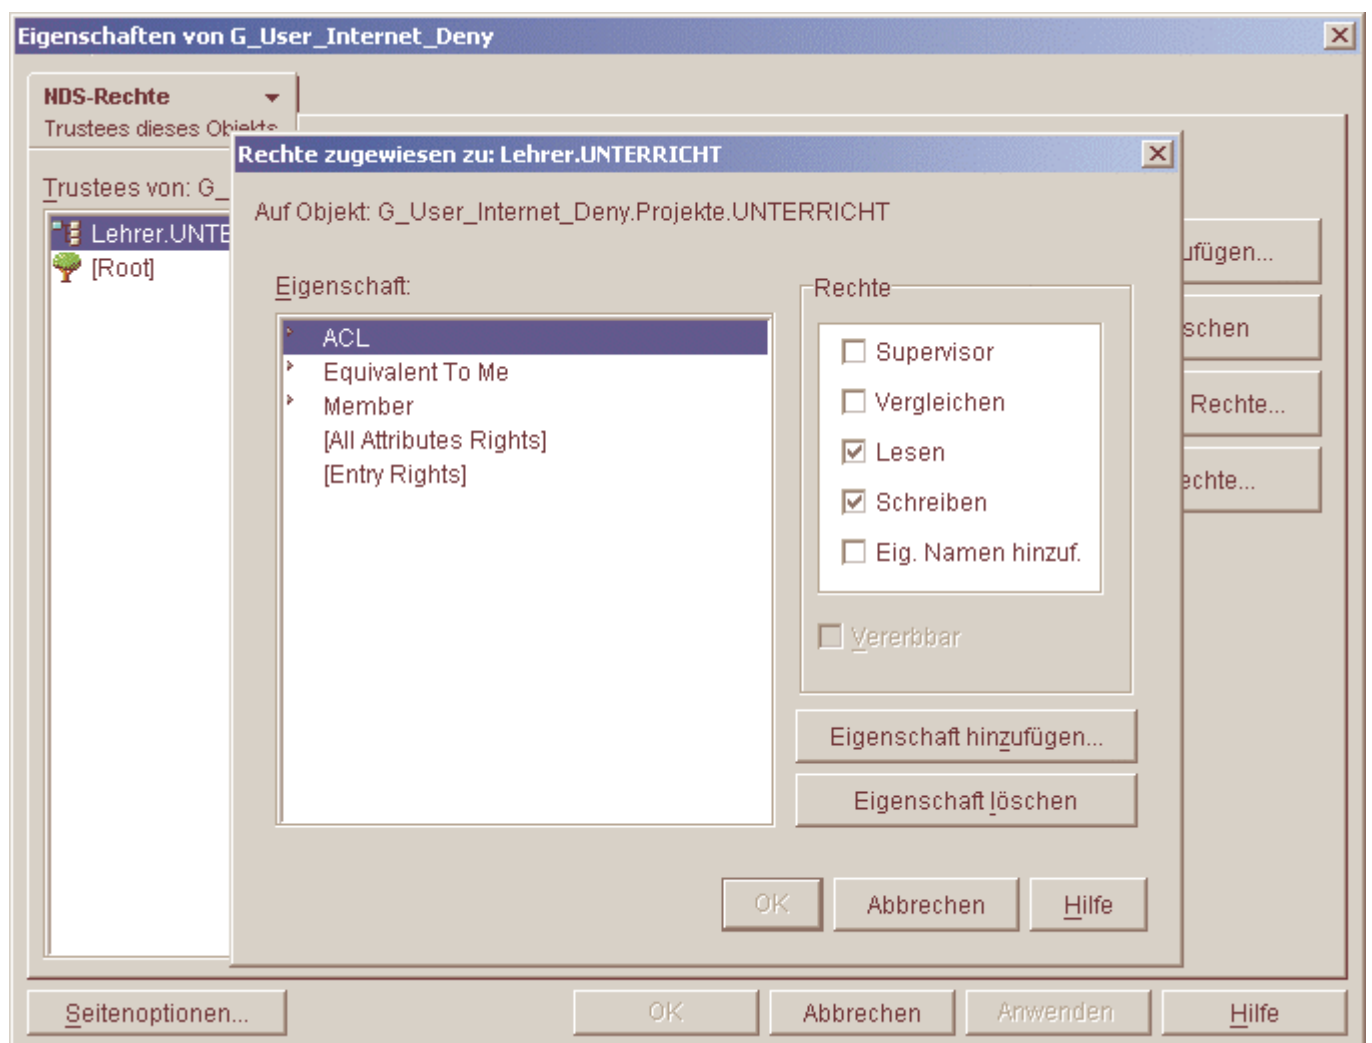 Eigenschaften von G_User_Internet_Deny
NDS-Rechte
Trustees dieses Objekts
Rechte zugewiesen zu: Lehrer.UNTERRICHT
Trustees von: G_
Auf Objekt: G_User_Internet_Deny.Projekte.UNTERRICHT
Lehrer.UNTE
[Root]
ufügen...
schen
Rechte...
echte...
Eigenschaft:
ACL
Equivalent To Me
Member
[All Attributes Rights]
[Entry Rights]
Rechte
Supervisor
Vergleichen
Lesen
Schreiben
Eig. Namen hinzuf.
Vererbbar
Eigenschaft hinzufügen...
Eigenschaft löschen
OK Abbrechen Hilfe
Seitenoptionen... OK Abbrechen Anwenden Hilfe